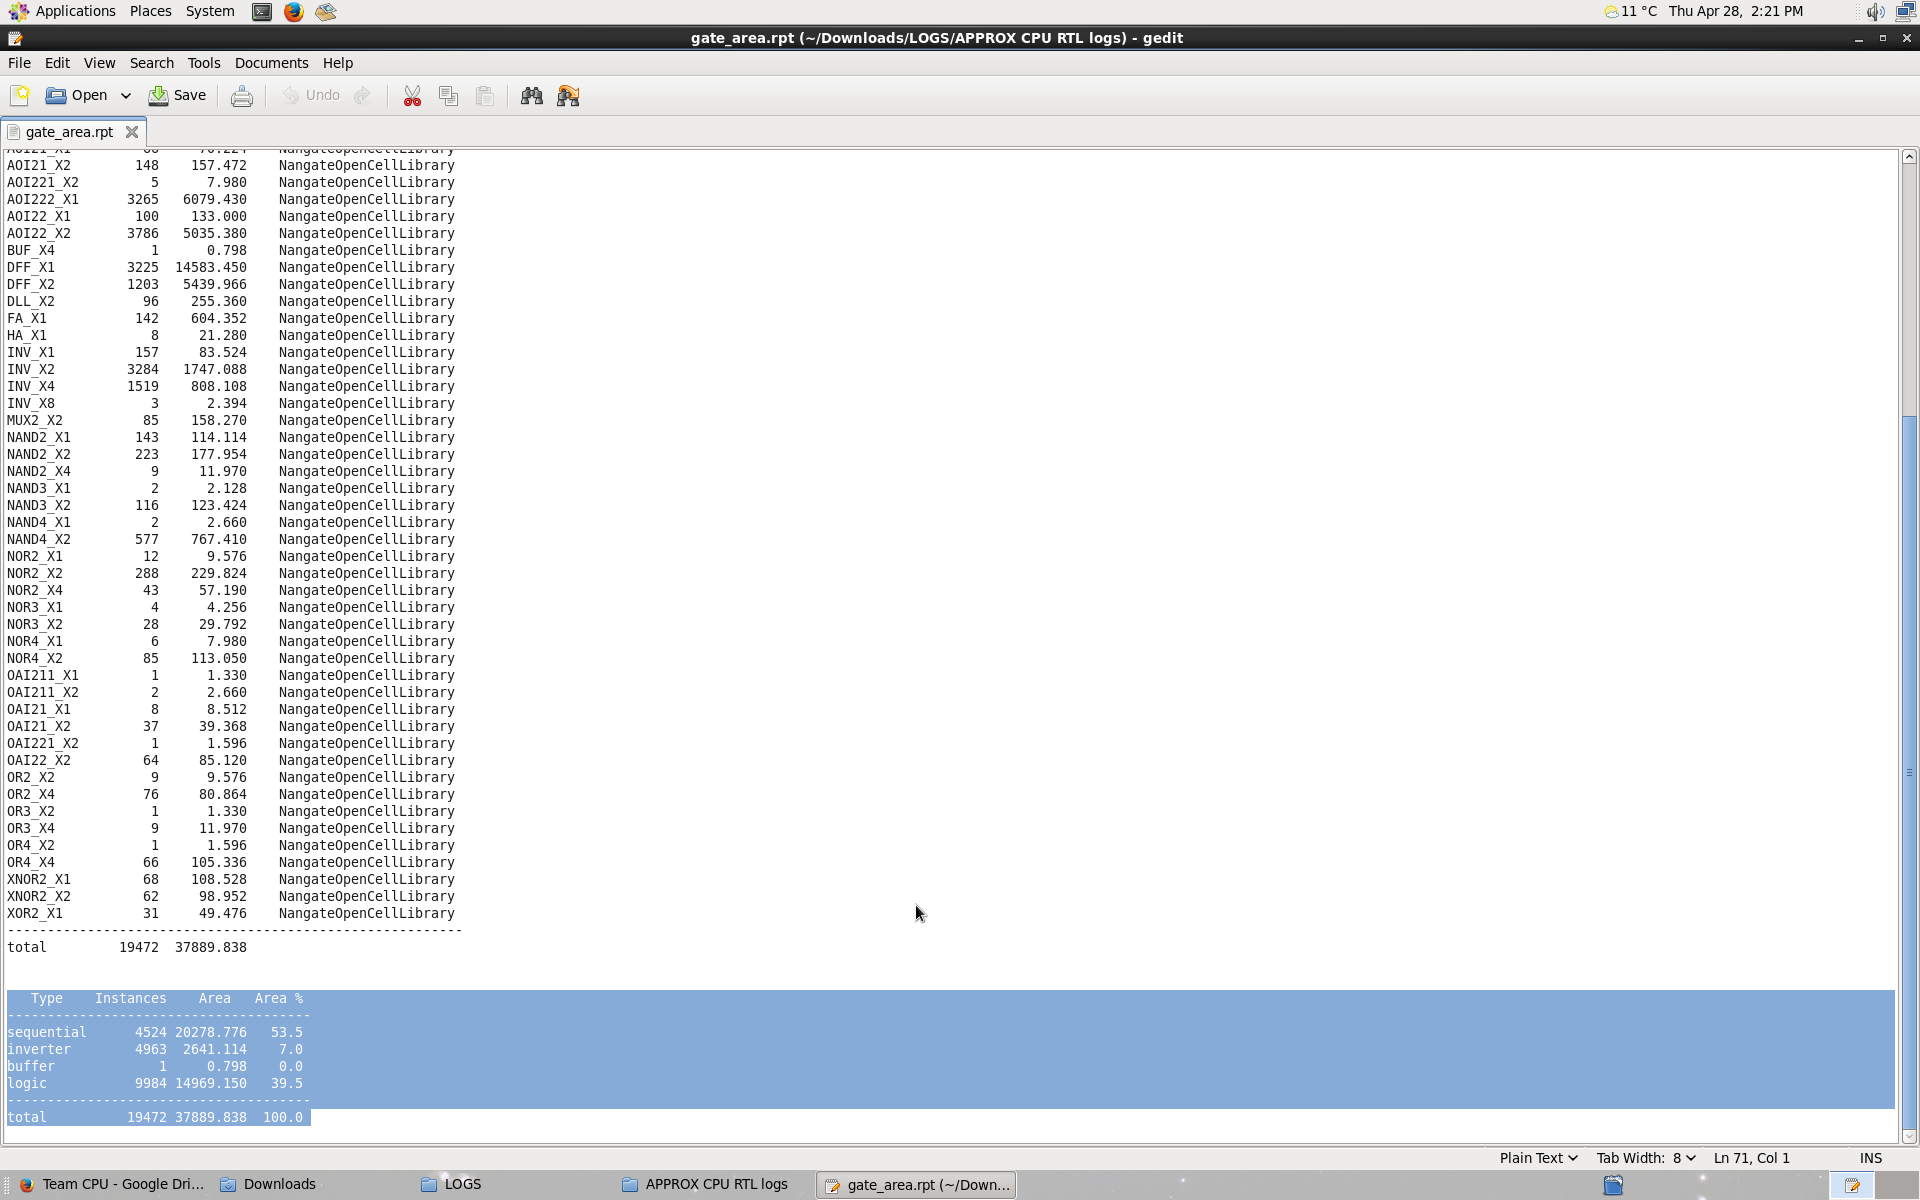 Applications Places System 11 °C Thu Apr 28, 2:21 PM
gate_area.rpt (~/Downloads/LOGS/APPROX CPU RTL logs) - gedit
File Edit View Search Tools Documents Help
Open Save Undo
gate_area.rpt
AOI21_X2 148 157.472 NangateOpenCellLibrary
AOI221_X2 5 7.980 NangateOpenCellLibrary
AOI222_X1 3265 6079.430 NangateOpenCellLibrary
AOI22_X1 100 133.000 NangateOpenCellLibrary
AOI22_X2 3786 5035.380 NangateOpenCellLibrary
BUF_X4 1 0.798 NangateOpenCellLibrary
DFF_X1 3225 14583.450 NangateOpenCellLibrary
DFF_X2 1203 5439.966 NangateOpenCellLibrary
DLL_X2 96 255.360 NangateOpenCellLibrary
FA_X1 142 604.352 NangateOpenCellLibrary
HA_X1 8 21.280 NangateOpenCellLibrary
INV_X1 157 83.524 NangateOpenCellLibrary
INV_X2 3284 1747.088 NangateOpenCellLibrary
INV_X4 1519 808.108 NangateOpenCellLibrary
INV_X8 3 2.394 NangateOpenCellLibrary
MUX2_X2 85 158.270 NangateOpenCellLibrary
NAND2_X1 143 114.114 NangateOpenCellLibrary
NAND2_X2 223 177.954 NangateOpenCellLibrary
NAND2_X4 9 11.970 NangateOpenCellLibrary
NAND3_X1 2 2.128 NangateOpenCellLibrary
NAND3_X2 116 123.424 NangateOpenCellLibrary
NAND4_X1 2 2.660 NangateOpenCellLibrary
NAND4_X2 577 767.410 NangateOpenCellLibrary
NOR2_X1 12 9.576 NangateOpenCellLibrary
NOR2_X2 288 229.824 NangateOpenCellLibrary
NOR2_X4 43 57.190 NangateOpenCellLibrary
NOR3_X1 4 4.256 NangateOpenCellLibrary
NOR3_X2 28 29.792 NangateOpenCellLibrary
NOR4_X1 6 7.980 NangateOpenCellLibrary
NOR4_X2 85 113.050 NangateOpenCellLibrary
OAI211_X1 1 1.330 NangateOpenCellLibrary
OAI211_X2 2 2.660 NangateOpenCellLibrary
OAI21_X1 8 8.512 NangateOpenCellLibrary
OAI21_X2 37 39.368 NangateOpenCellLibrary
OAI221_X2 1 1.596 NangateOpenCellLibrary
OAI22_X2 64 85.120 NangateOpenCellLibrary
OR2_X2 9 9.576 NangateOpenCellLibrary
OR2_X4 76 80.864 NangateOpenCellLibrary
OR3_X2 1 1.330 NangateOpenCellLibrary
OR3_X4 9 11.970 NangateOpenCellLibrary
OR4_X2 1 1.596 NangateOpenCellLibrary
OR4_X4 66 105.336 NangateOpenCellLibrary
XNOR2_X1 68 108.528 NangateOpenCellLibrary
XNOR2_X2 62 98.952 NangateOpenCellLibrary
XOR2_X1 31 49.476 NangateOpenCellLibrary
---------------------------------------------------------
total 19472 37889.838
Type Instances Area Area %
--------------------------------------
sequential 4524 20278.776 53.5
inverter 4963 2641.114 7.0
buffer 1 0.798 0.0
logic 9984 14969.150 39.5
--------------------------------------
total 19472 37889.838 100.0
Plain Text Tab Width: 8 Ln 71, Col 1 INS
Team CPU - Google Dri... Downloads LOGS APPROX CPU RTL logs gate_area.rpt (~/Down...